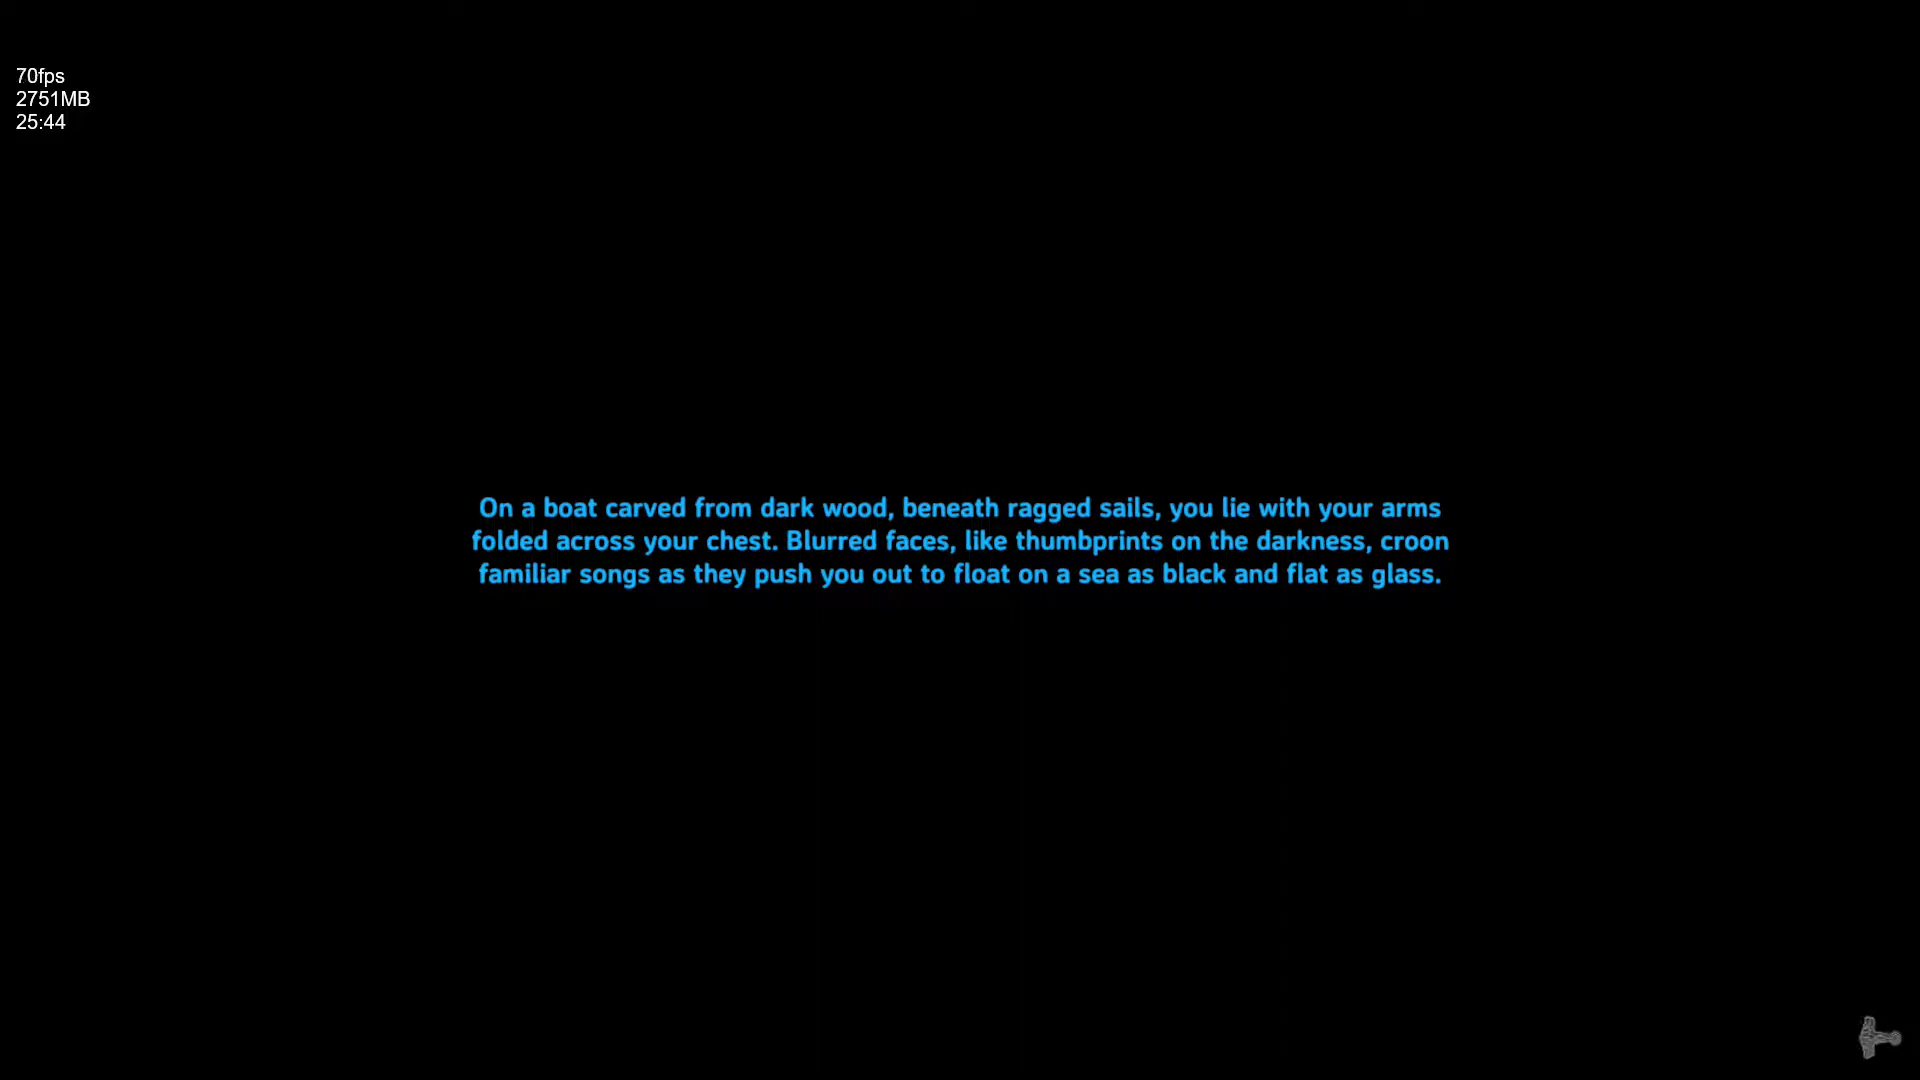 70fps
2751MB
25:44
On a boat carved from dark wood, beneath ragged sails, you lie with your arms
folded across your chest. Blurred faces, like thumbprints on the darkness, croon
familiar songs as they push you out to float on a sea as black and flat as glass.